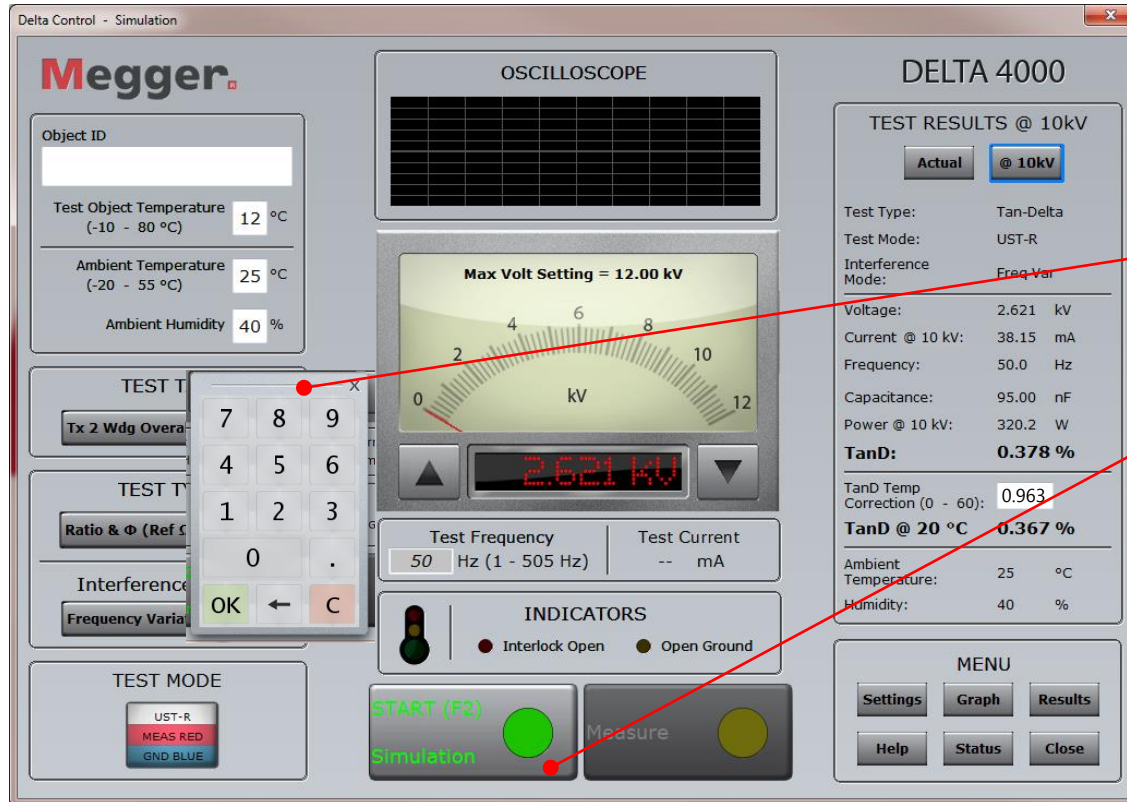 Delta Control - Simulation
Megger.
Object ID
Test Object Temperature
(-10 - 80 ºC)
12 ºC
Ambient Temperature
(-20 - 55 ºC)
25 ºC
Ambient Humidity 40 %
TEST T
Tx 2 Wdg Overa
TEST T
Ratio & Φ (Ref
Interference
Frequency Varia
TEST MODE
UST-R
MEAS RED
GND BLUE
x
7 8 9
4 5 6
1 2 3
0 .
OK ← C
OSCILLOSCOPE
Max Volt Setting = 12.00 kV
0 2 4 6 8 10 12
kV
2.621 kV
Test Frequency
50 Hz (1 - 505 Hz)
Test Current
-- mA
INDICATORS
Interlock Open
Open Ground
START (F2)
Simulation
Measure
DELTA 4000
TEST RESULTS @ 10kV
Actual @ 10kV
Test Type: Tan-Delta
Test Mode: UST-R
Interference
Mode: Freq Var
Voltage: 2.621 kV
Current @ 10 kV: 38.15 mA
Frequency: 50.0 Hz
Capacitance: 95.00 nF
Power @ 10 kV: 320.2 W
TanD: 0.378 %
TanD Temp
Correction (0 - 60): 0.963
TanD @ 20 °C 0.367 %
Ambient
Temperature: 25 ºC
Humidity: 40 %
MENU
Settings Graph Results
Help Status Close